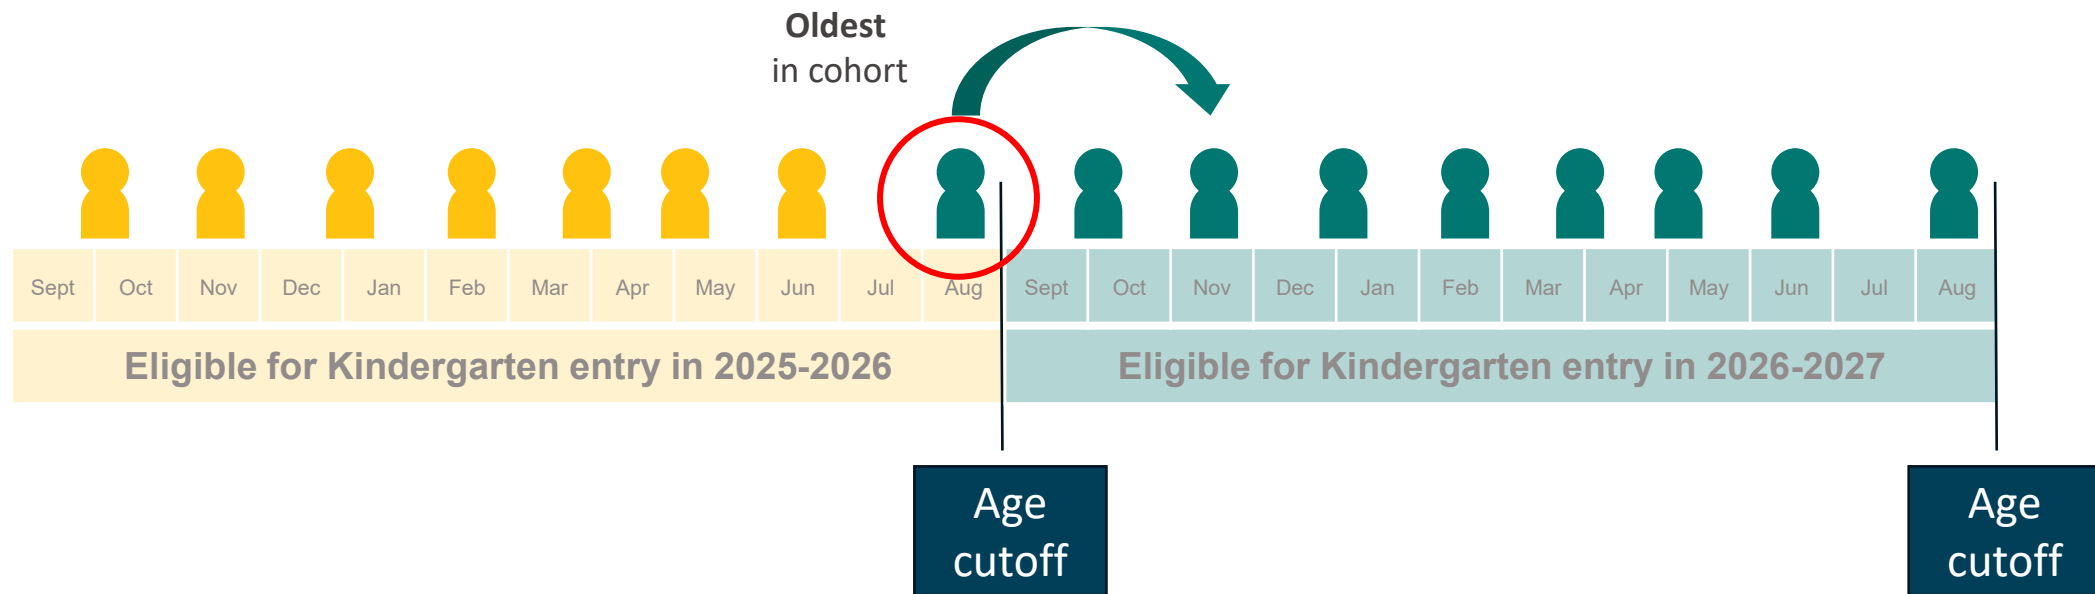 Oldest
in cohort
Sept Oct Nov Dec Jan Feb Mar Apr May Jun Jul Aug Sept Oct Nov Dec Jan Feb Mar Apr May Jun Jul Aug
Eligible for Kindergarten entry in 2025-2026
Eligible for Kindergarten entry in 2026-2027
Age
cutoff
Age
cutoff